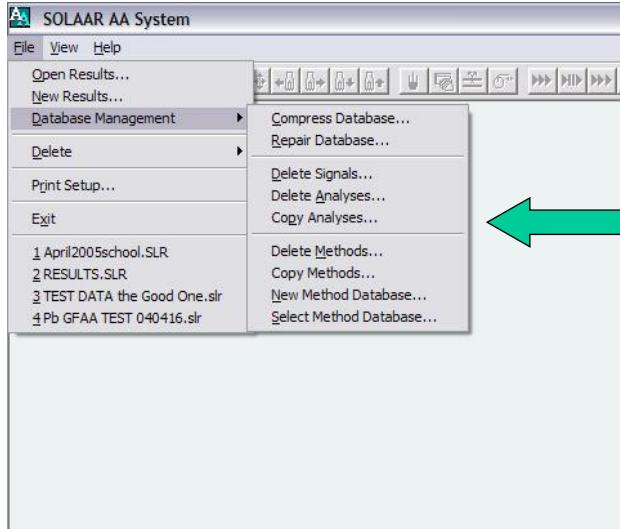 SOLAAR AA System
File View Help
Open Results...
New Results...
Database Management
Delete
Print Setup...
Exit
1 April2005school.SLR
2 RESULTS.SLR
3 TEST DATA the Good One.slr
4 Pb GFAA TEST 040416.slr
Compress Database...
Repair Database...
Delete Signals...
Delete Analyses...
Copy Analyses...
Delete Methods...
Copy Methods...
New Method Database...
Select Method Database...